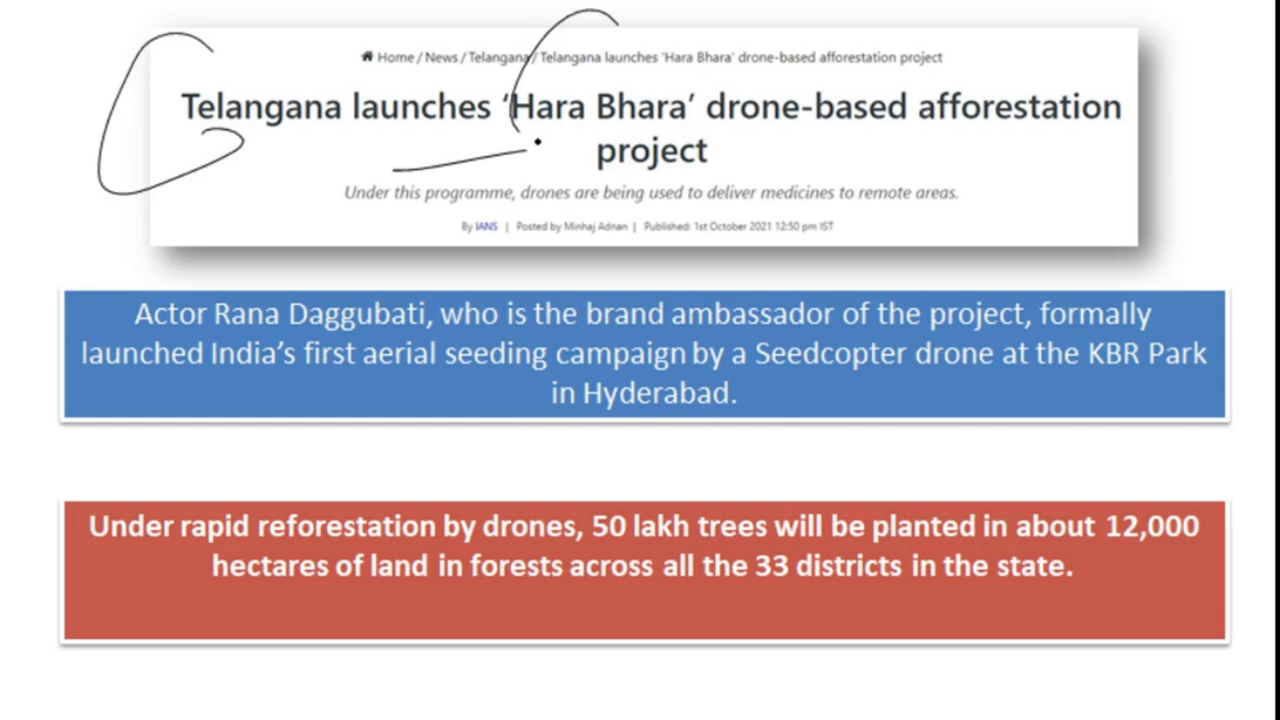 Home / News / Telangana / Telangana launches 'Hara Bhara' drone-based afforestation project
Telangana launches ‘Hara Bhara’ drone-based afforestation
project
Under this programme, drones are being used to deliver medicines to remote areas.
By IANS | Posted by Minhaj Adnan | Published: 1st October 2021 12:50 pm IST
Actor Rana Daggubati, who is the brand ambassador of the project, formally
launched India’s first aerial seeding campaign by a Seedcopter drone at the KBR Park
in Hyderabad.
Under rapid reforestation by drones, 50 lakh trees will be planted in about 12,000
hectares of land in forests across all the 33 districts in the state.